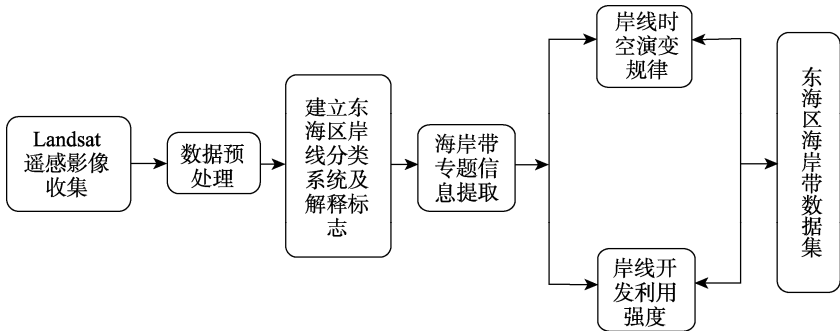 Landsat
遥感影像
收集
数据预
处理
建立东
海区岸
线分类
系统及
解释标
志
海岸带
专题信
息提取
岸线时
空演变
规律
岸线开
发利用
强度
东
海
区
海
岸
带
数
据
集